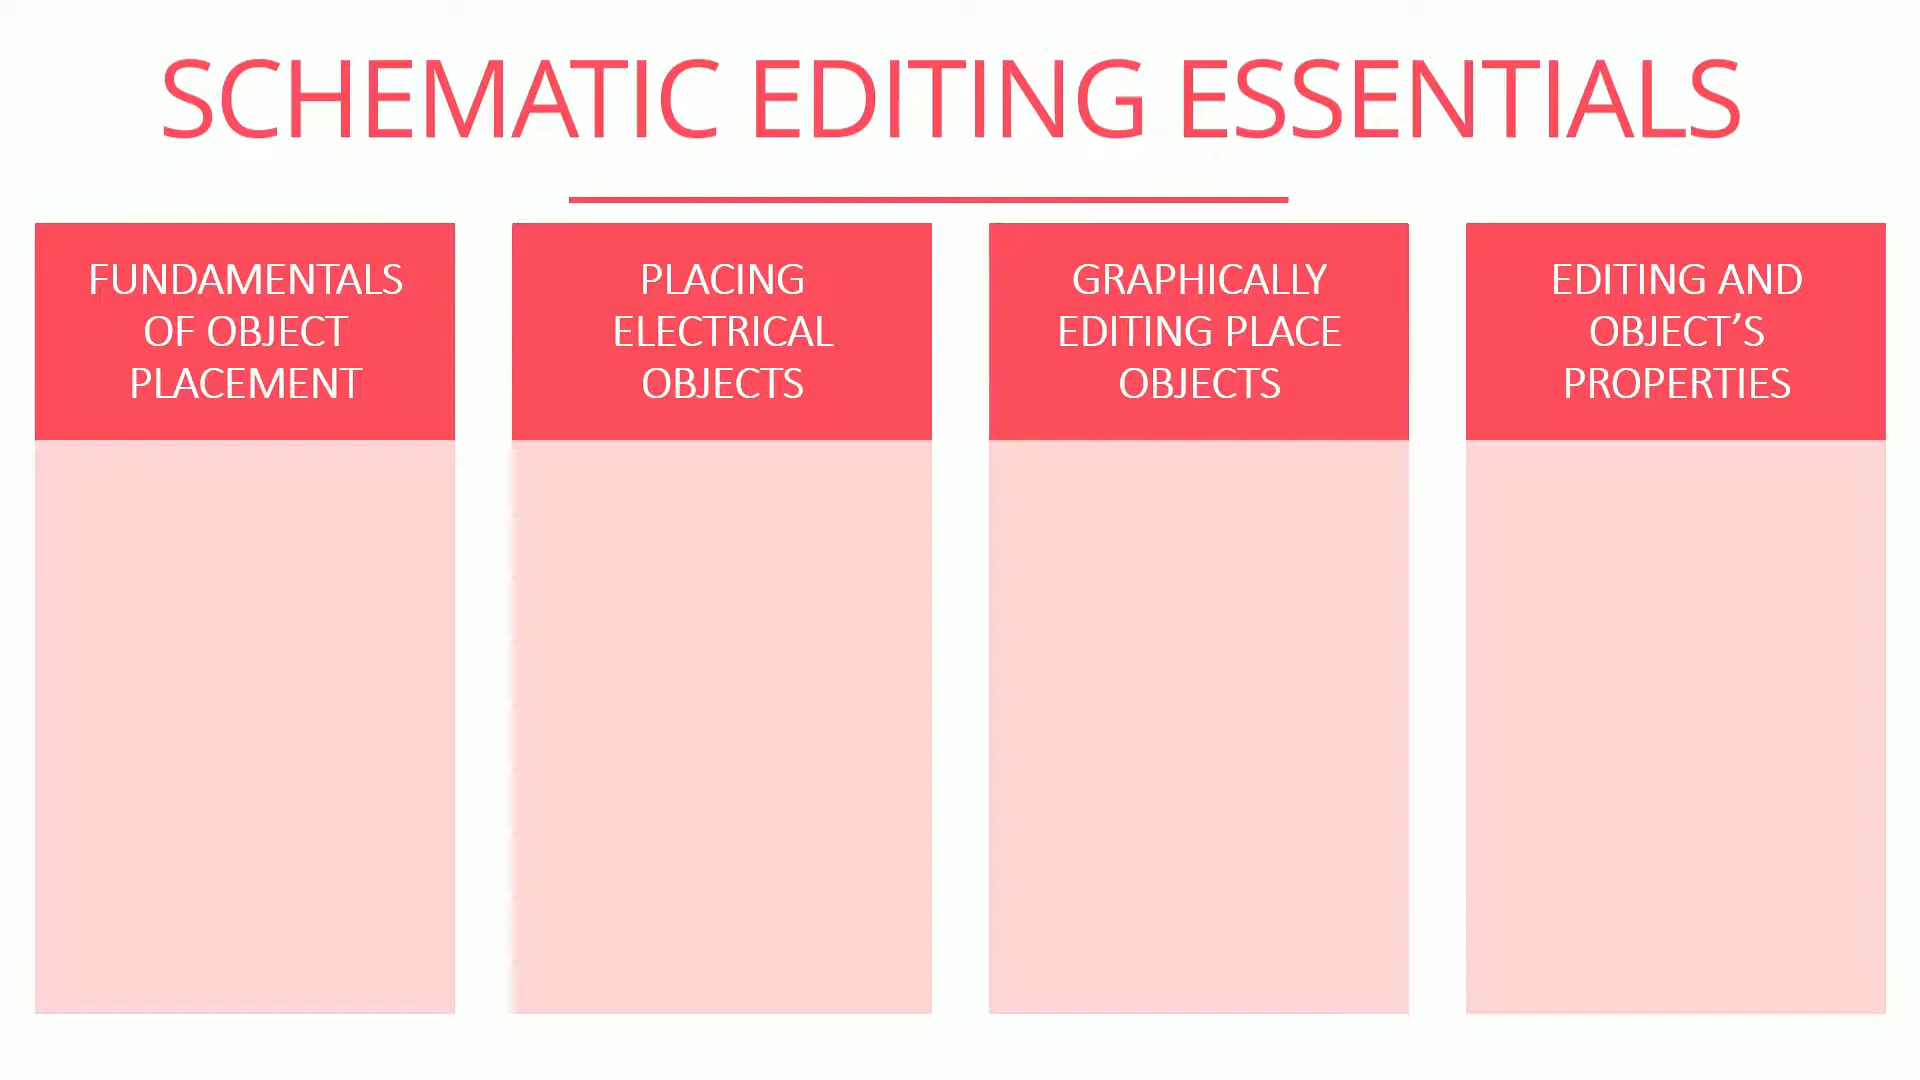 SCHEMATIC EDITING ESSENTIALS
FUNDAMENTALS
OF OBJECT
PLACEMENT
PLACING
ELECTRICAL
OBJECTS
GRAPHICALLY
EDITING PLACE
OBJECTS
EDITING AND
OBJECT’S
PROPERTIES